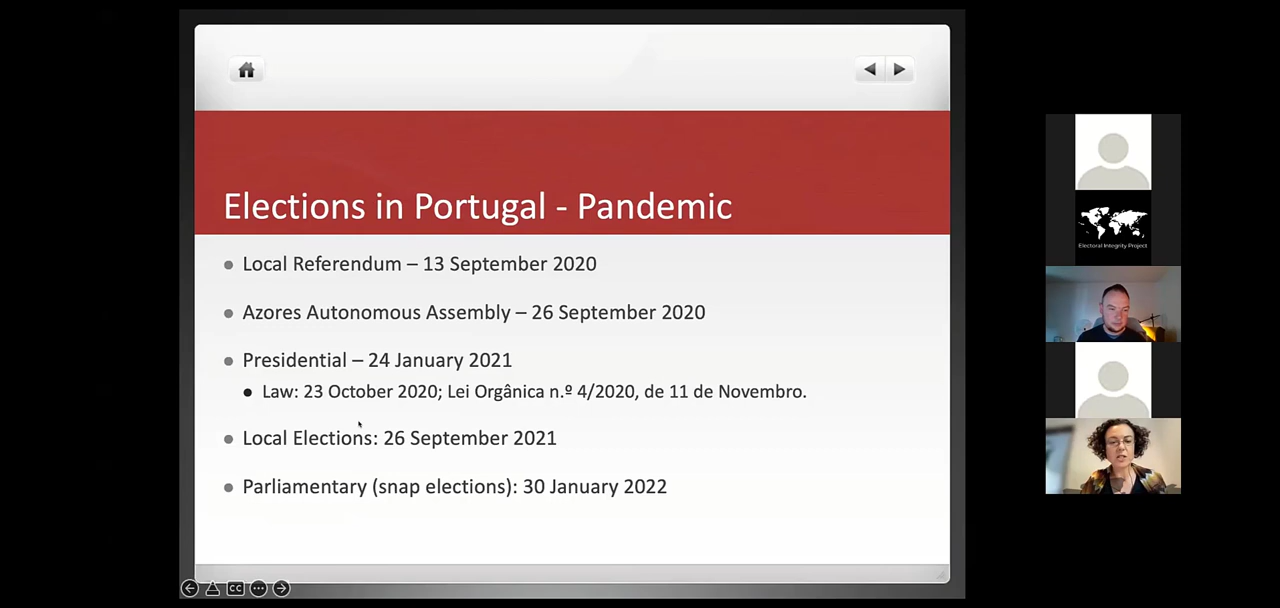 Elections in Portugal - Pandemic
Local Referendum – 13 September 2020
Azores Autonomous Assembly – 26 September 2020
Presidential – 24 January 2021
Law: 23 October 2020; Lei Orgânica n.º 4/2020, de 11 de Novembro.
Local Elections: 26 September 2021
Parliamentary (snap elections): 30 January 2022
CC
Electoral Integrity Project